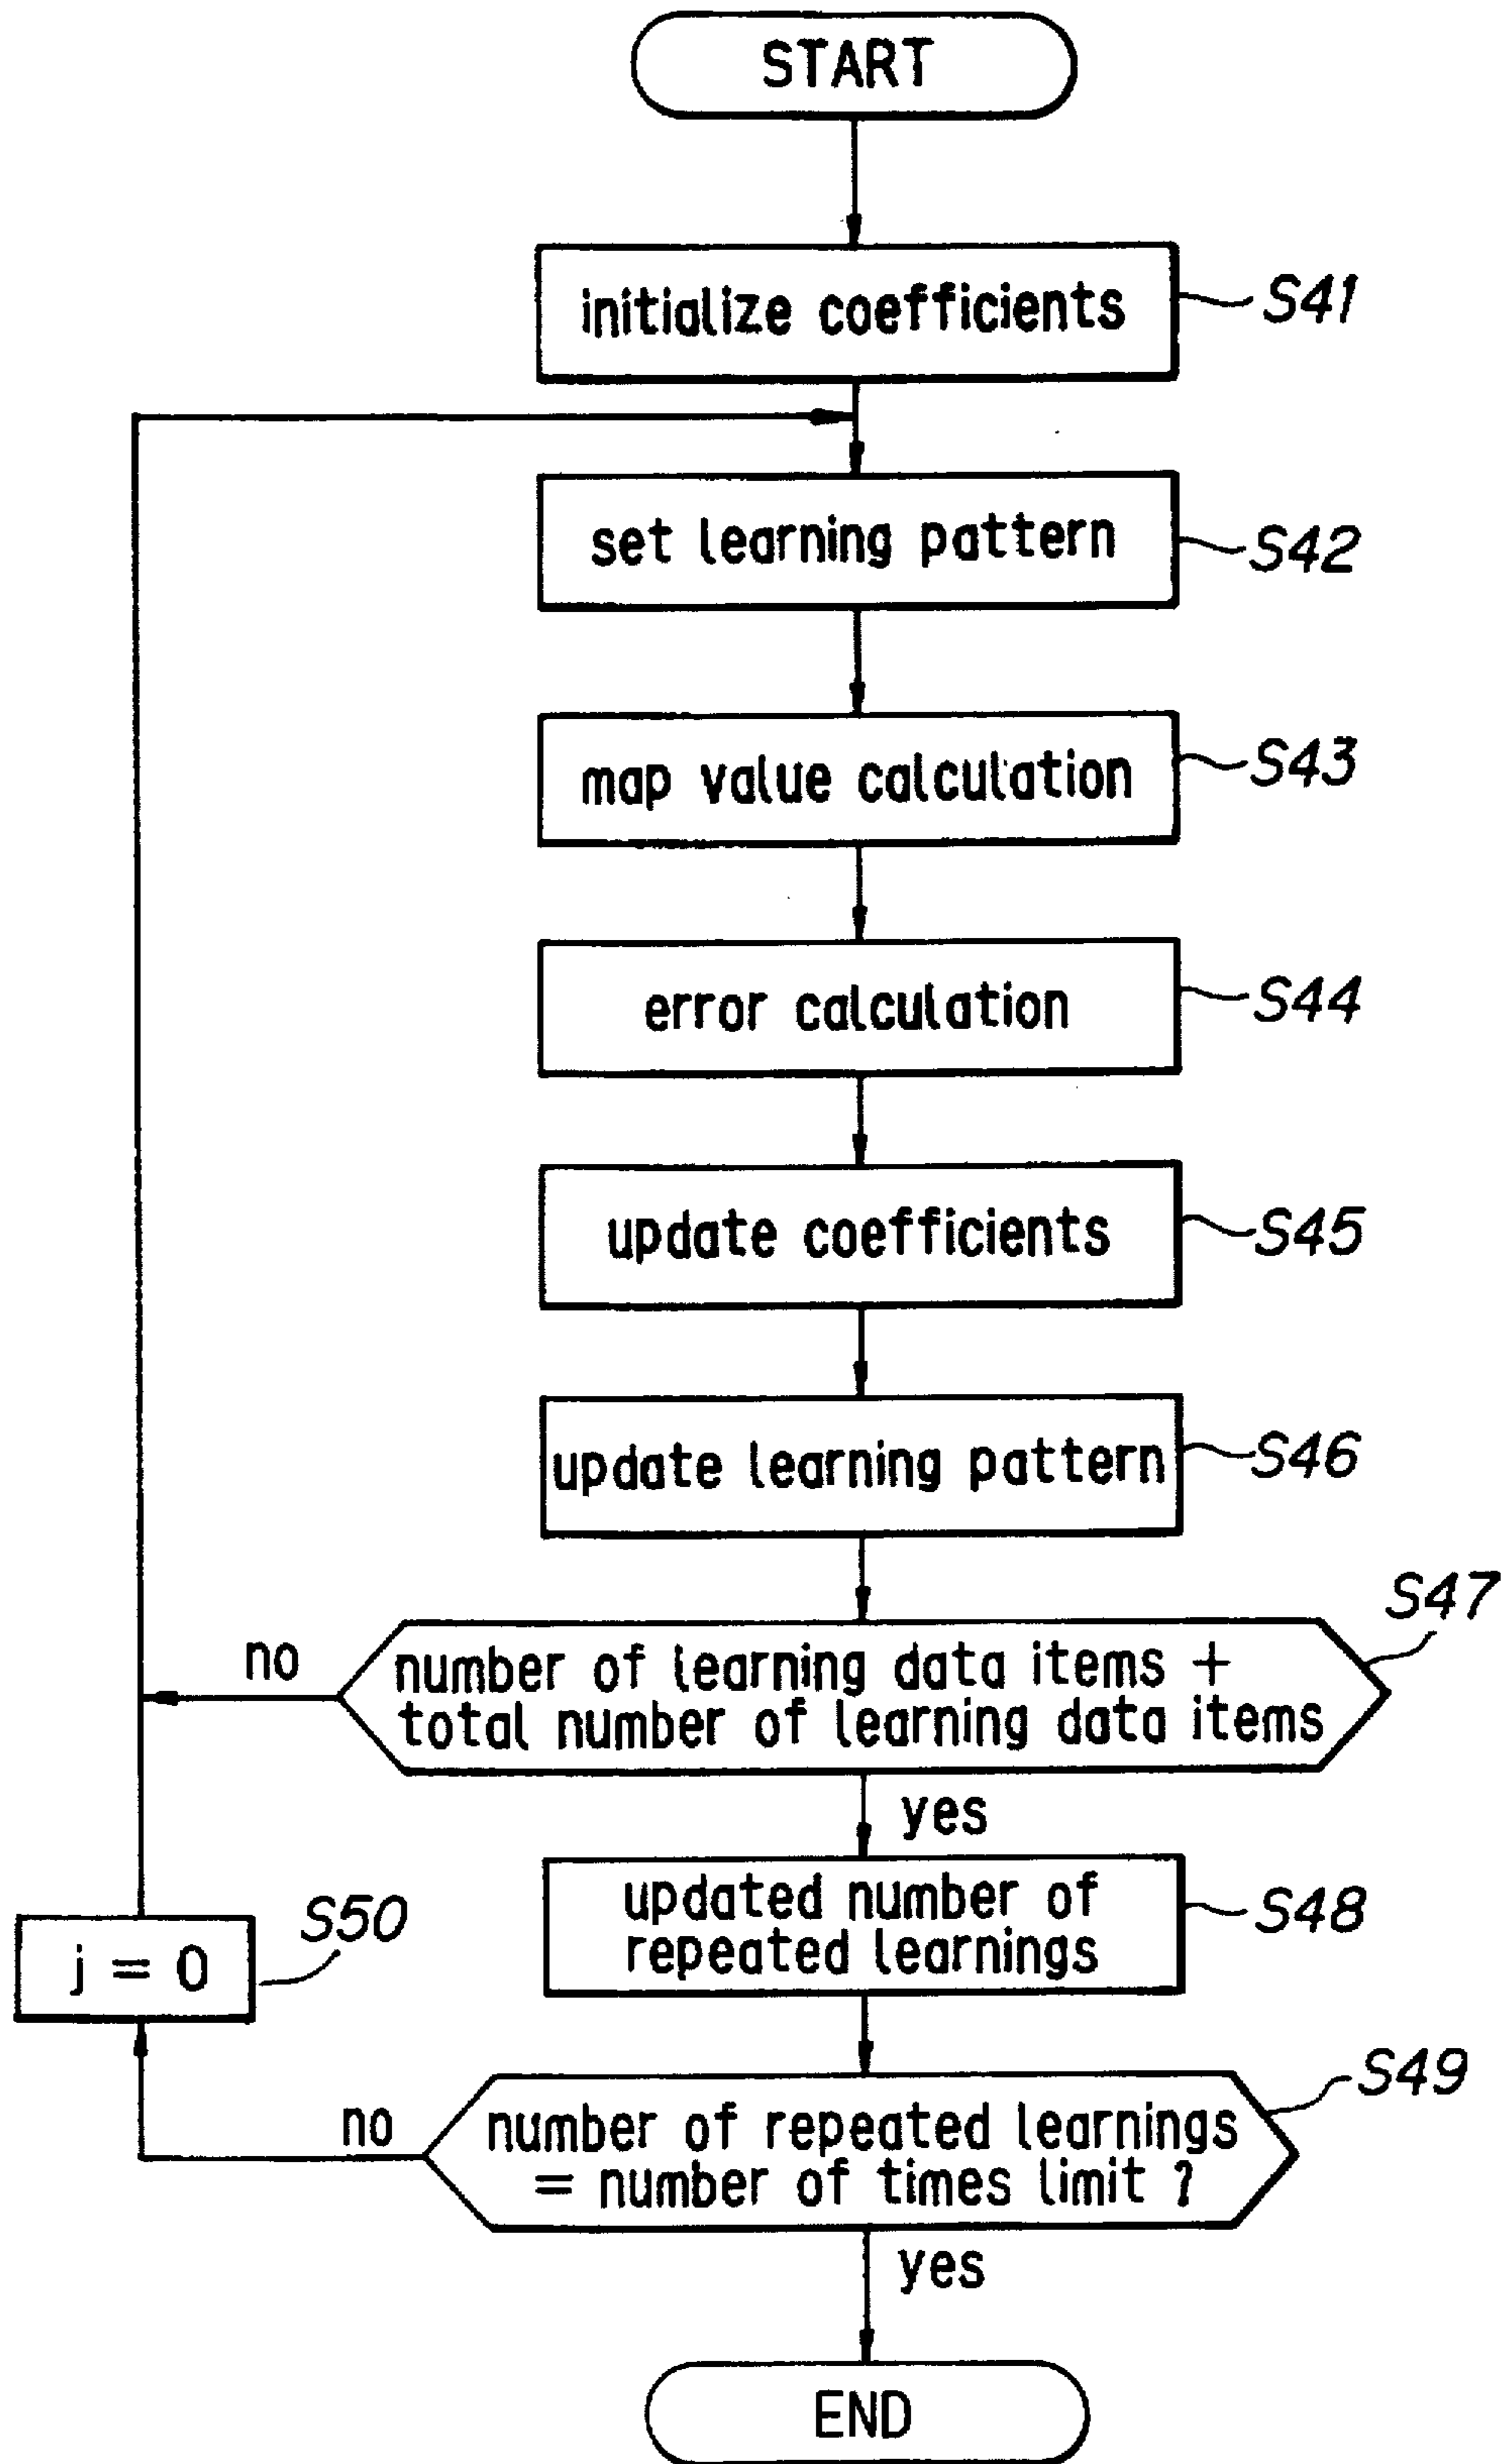 START
initialize coefficients
S41
set learning pattern
S42
map value calculation
S43
error calculation
S44
update coefficients
S45
update learning pattern
S46
S47
no
number of learning data items +
total number of learning data items
yes
updated number of
repeated learnings
S48
S50
j = 0
S49
no
number of repeated learnings
= number of times limit ?
yes
END